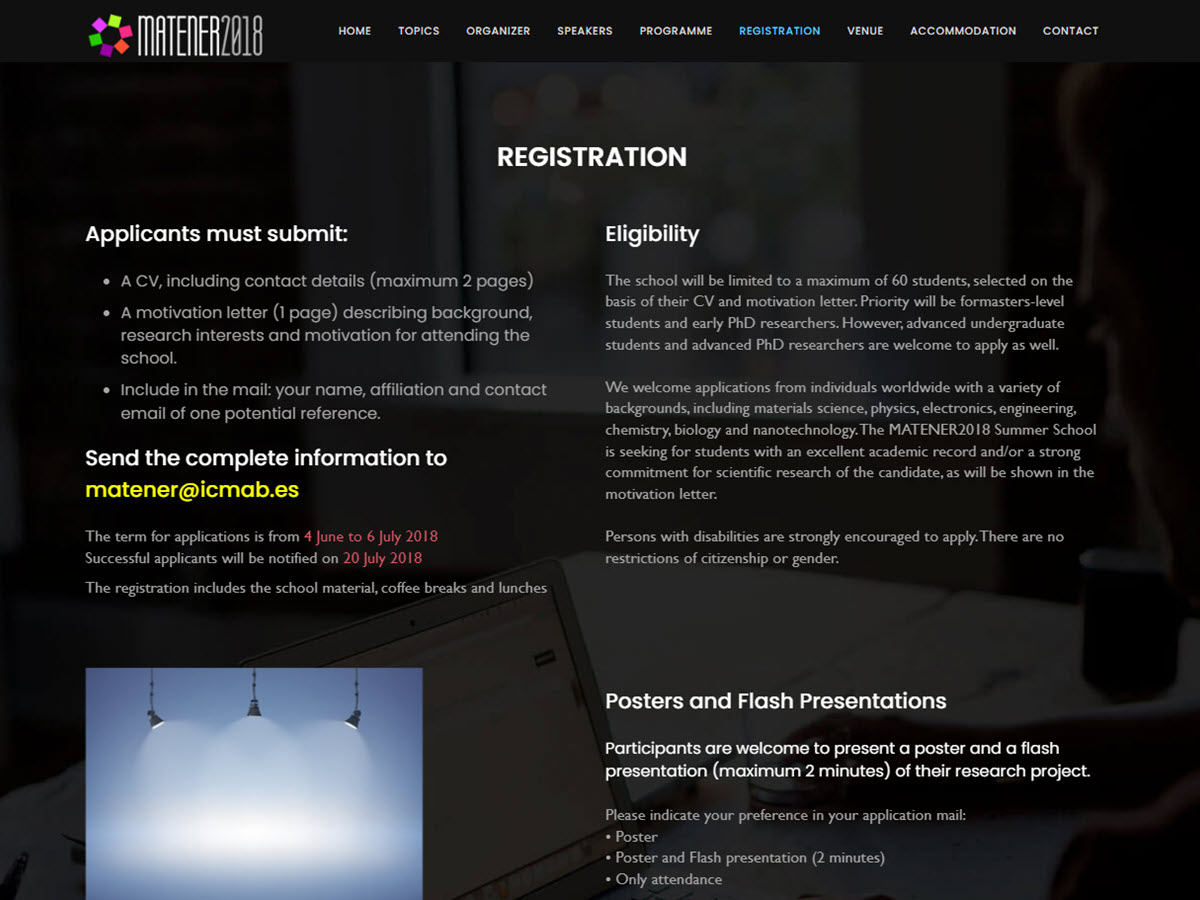 MATENER2018
HOME TOPICS ORGANIZER SPEAKERS PROGRAMME REGISTRATION VENUE ACCOMMODATION CONTACT
REGISTRATION
Applicants must submit:
• A CV, including contact details (maximum 2 pages)
• A motivation letter (1 page) describing background,
research interests and motivation for attending the
school.
• Include in the mail: your name, affiliation and contact
email of one potential reference.
Send the complete information to
matener@icmab.es
The term for applications is from 4 June to 6 July 2018
Successful applicants will be notified on 20 July 2018
The registration includes the school material, coffee breaks and lunches
Eligibility
The school will be limited to a maximum of 60 students, selected on the
basis of their CV and motivation letter. Priority will be formasters-level
students and early PhD researchers. However, advanced undergraduate
students and advanced PhD researchers are welcome to apply as well.
We welcome applications from individuals worldwide with a variety of
backgrounds, including materials science, physics, electronics, engineering,
chemistry, biology and nanotechnology. The MATENER2018 Summer School
is seeking for students with an excellent academic record and/or a strong
commitment for scientific research of the candidate, as will be shown in the
motivation letter.
Persons with disabilities are strongly encouraged to apply. There are no
restrictions of citizenship or gender.
Posters and Flash Presentations
Participants are welcome to present a poster and a flash
presentation (maximum 2 minutes) of their research project.
Please indicate your preference in your application mail:
• Poster
• Poster and Flash presentation (2 minutes)
• Only attendance